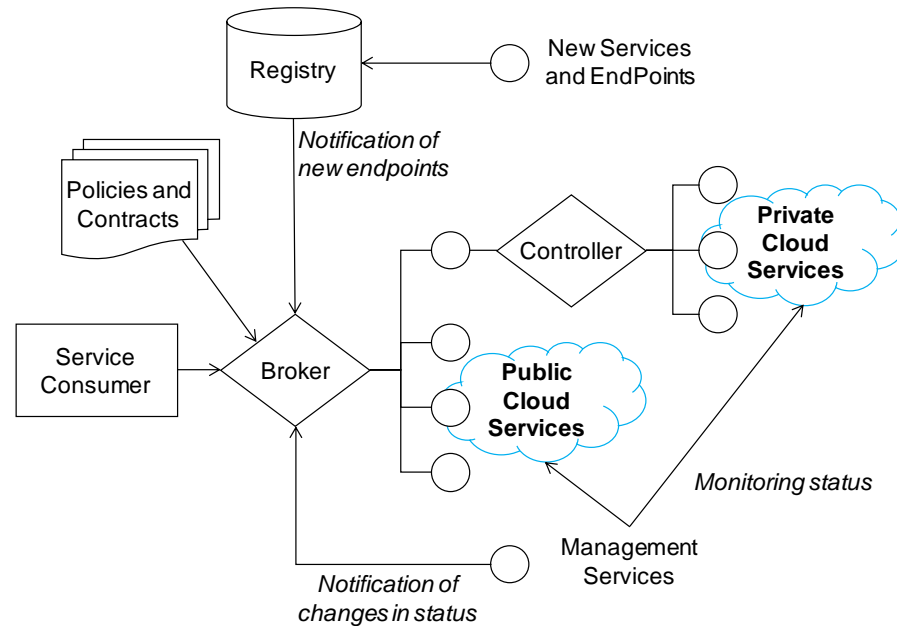 Registry
New Services
and EndPoints
Notification of
new endpoints
Policies and
Contracts
Controller
Private
Cloud
Services
Service
Consumer
Broker
Public
Cloud
Services
Monitoring status
Management
Services
Notification of
changes in status